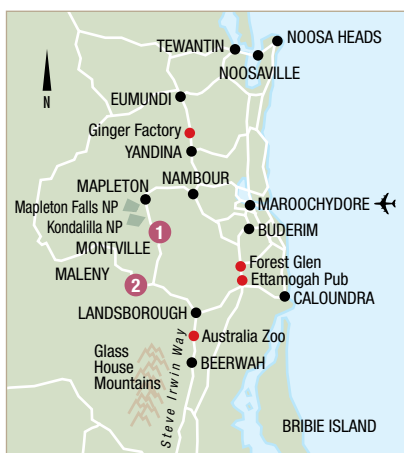 TEWANTIN
NOOSA HEADS
NOOSAVILLE
N
EUMUNDI
Ginger Factory
YANDINA
MAPLETON
NAMBOUR
Mapleton Falls NP
Kondalilla NP
MAROOCHYDORE
1
MONTVILLE
BUDERIM
MALENY
2
Forest Glen
Ettamogah Pub
CALOUNDRA
LANDSBOROUGH
Australia Zoo
Glass
House
Mountains
Steve Irwin Way
BEERWAH
BRIBIE ISLAND